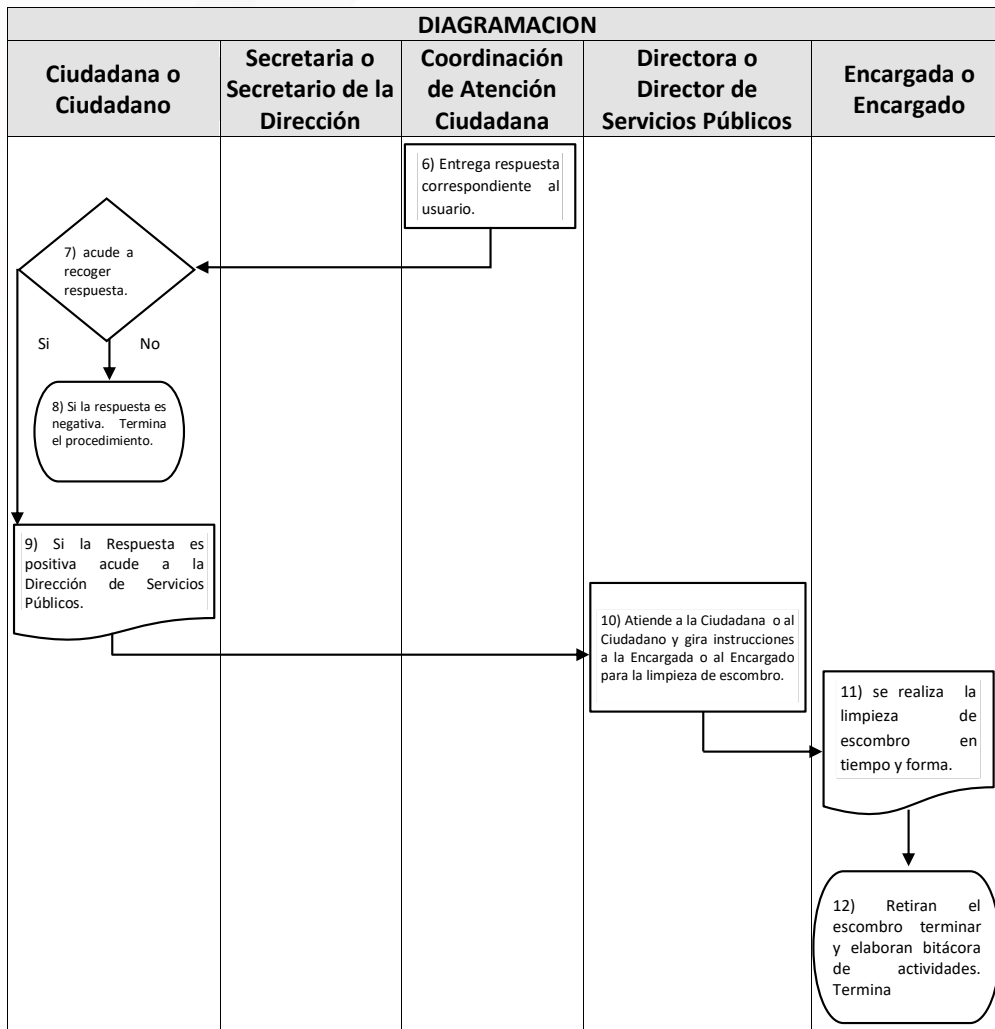 DIAGRAMACION
Ciudadana o
Ciudadano
Secretaria o
Secretario de la
Dirección
Coordinación
de Atención
Ciudadana
Directora o
Director de
Servicios Públicos
Encargada o
Encargado
6) Entrega respuesta
correspondiente al
usuario.
7) acude a
recoger
respuesta.
Si
No
8) Si la respuesta es
negativa. Termina
el procedimiento.
9) Si la Respuesta es
positiva acude a la
Dirección de Servicios
Públicos.
10) Atiende a la Ciudadana o al
Ciudadano y gira instrucciones
a la Encargada o al Encargado
para la limpieza de escombro.
11) se realiza la
limpieza de
escombro en
tiempo y forma.
12) Retiran el
escombro terminar
y elaboran bitácora
de actividades.
Termina